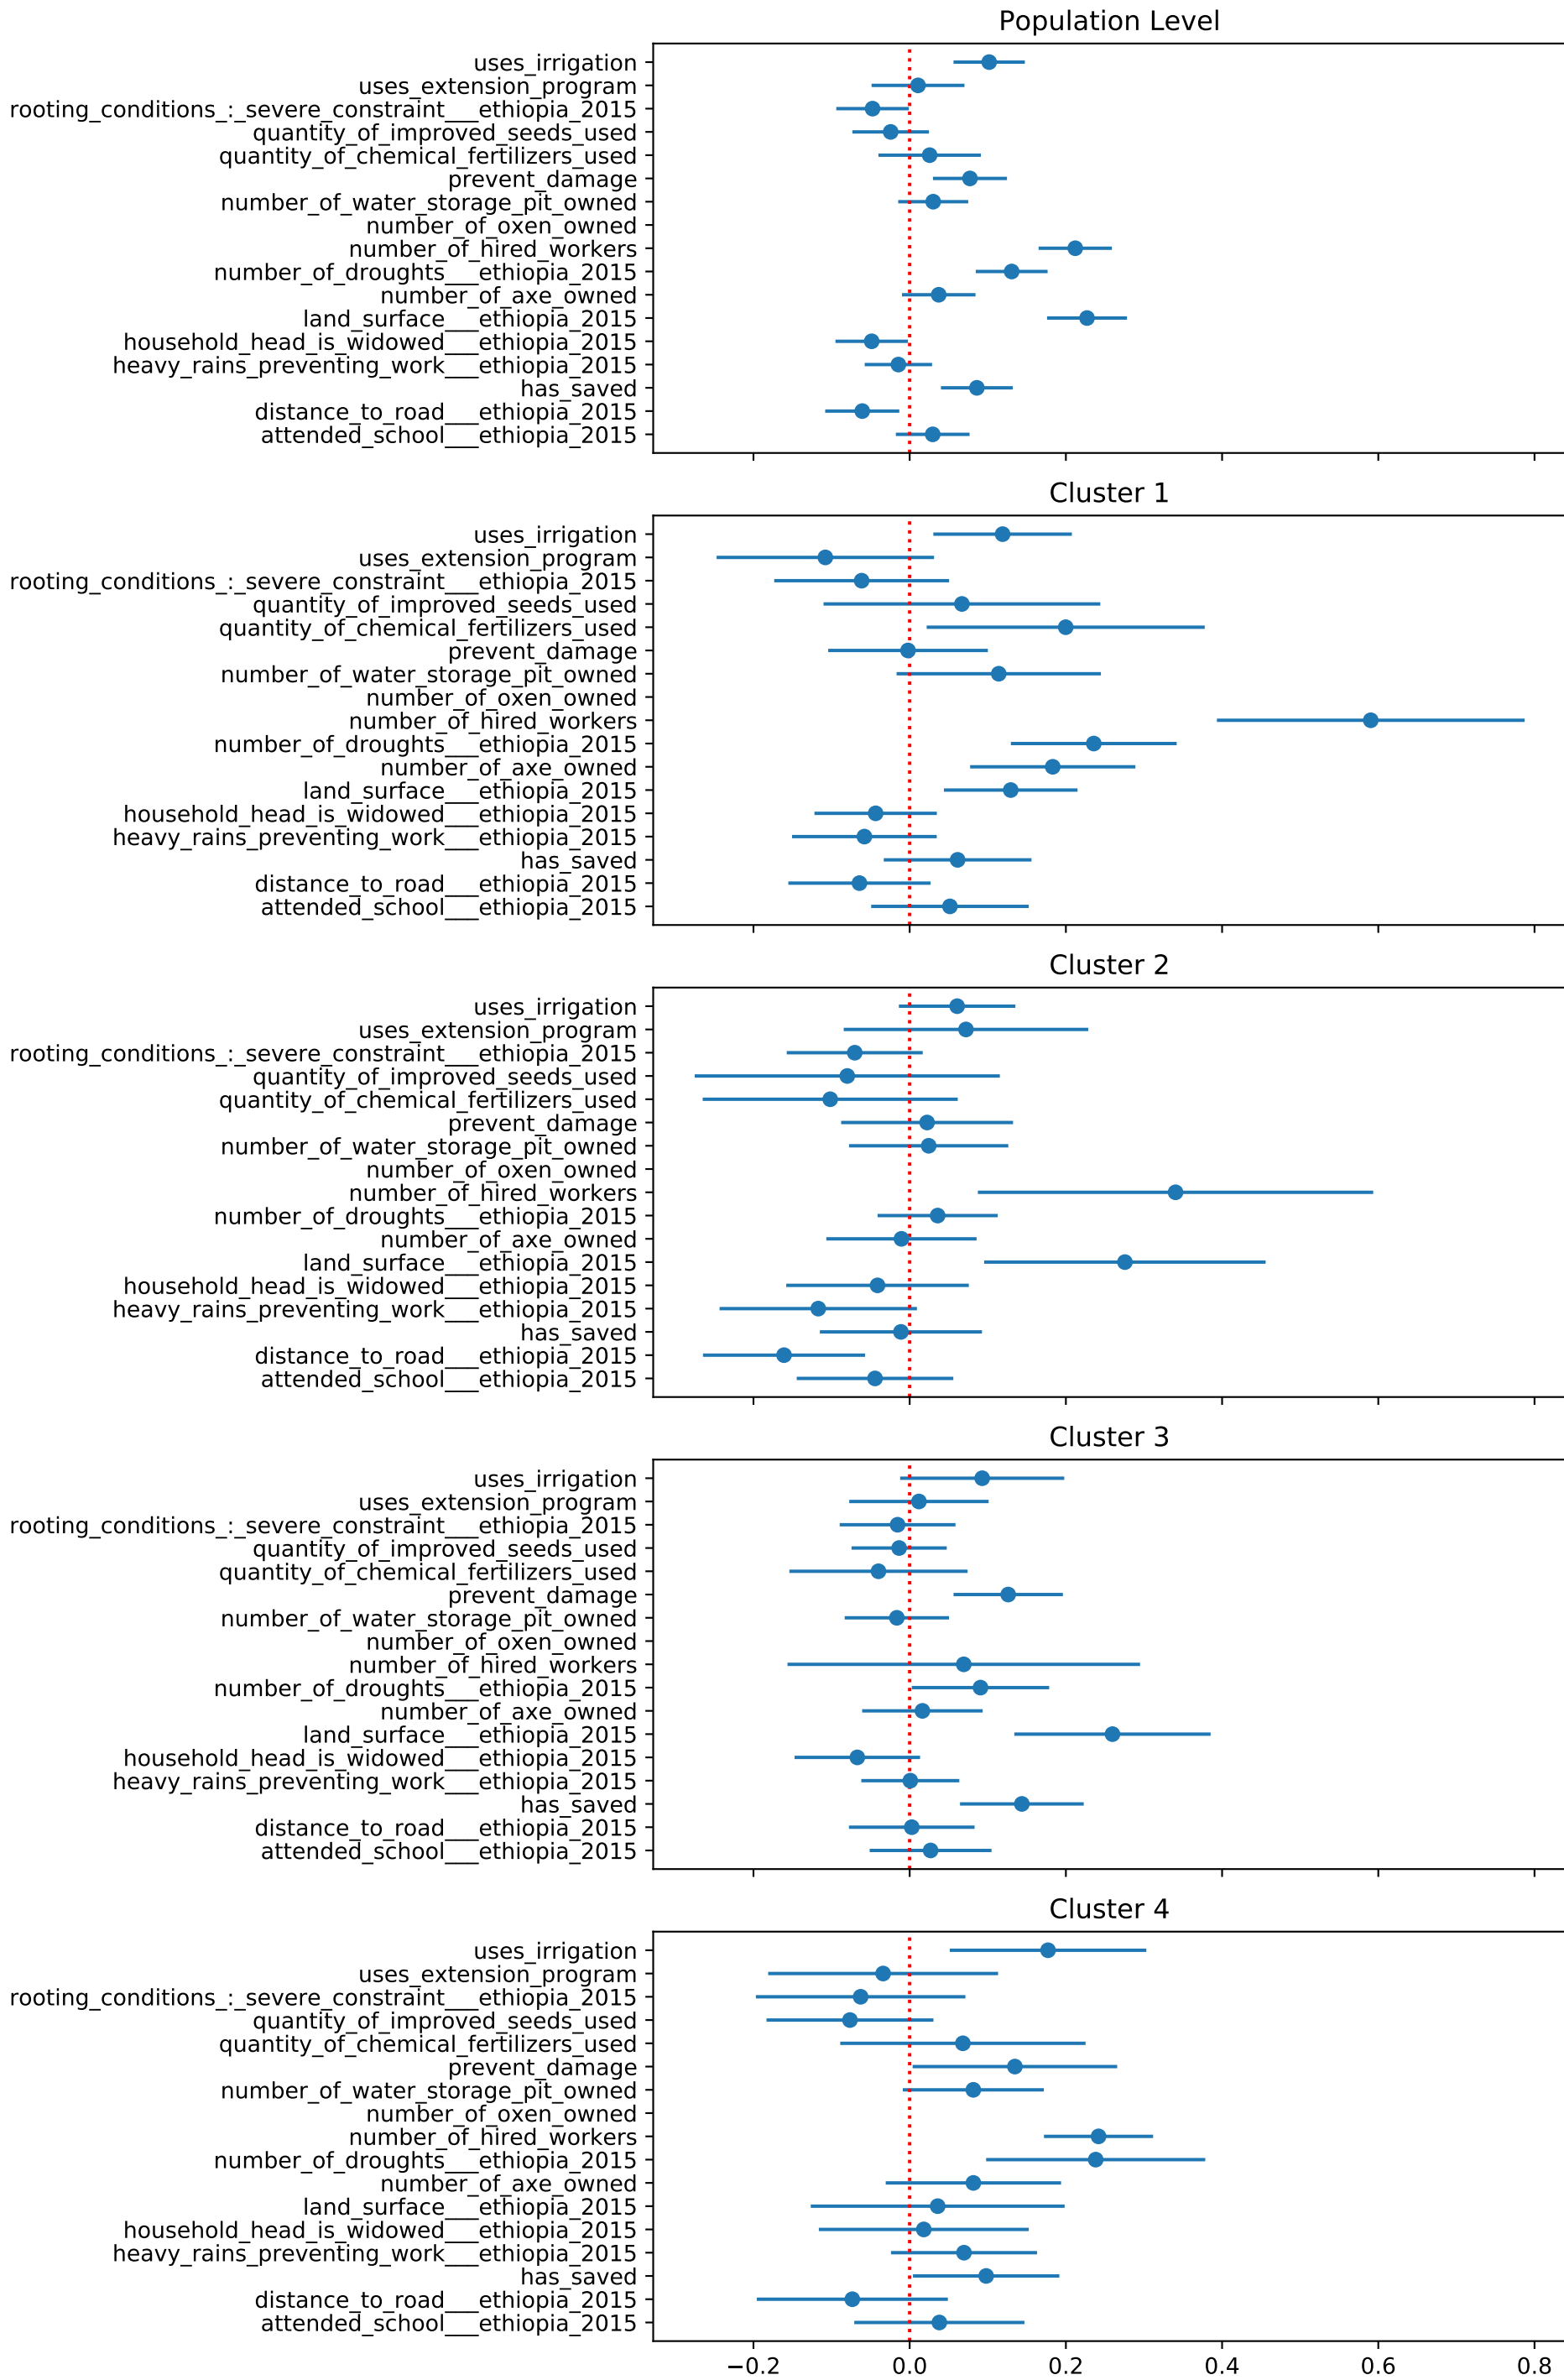 Population Level
uses_irrigation
uses_extension_program
rooting_conditions_:_severe_constraint___ethiopia_2015
quantity_of_improved_seeds_used
quantity_of_chemical_fertilizers_used
prevent_damage
number_of_water_storage_pit_owned
number_of_oxen_owned
number_of_hired_workers
number_of_droughts___ethiopia_2015
number_of_axe_owned
land_surface___ethiopia_2015
household_head_is_widowed___ethiopia_2015
heavy_rains_preventing_work___ethiopia_2015
has_saved
distance_to_road___ethiopia_2015
attended_school___ethiopia_2015
Cluster 1
uses_irrigation
uses_extension_program
rooting_conditions_:_severe_constraint___ethiopia_2015
quantity_of_improved_seeds_used
quantity_of_chemical_fertilizers_used
prevent_damage
number_of_water_storage_pit_owned
number_of_oxen_owned
number_of_hired_workers
number_of_droughts___ethiopia_2015
number_of_axe_owned
land_surface___ethiopia_2015
household_head_is_widowed___ethiopia_2015
heavy_rains_preventing_work___ethiopia_2015
has_saved
distance_to_road___ethiopia_2015
attended_school___ethiopia_2015
Cluster 2
uses_irrigation
uses_extension_program
rooting_conditions_:_severe_constraint___ethiopia_2015
quantity_of_improved_seeds_used
quantity_of_chemical_fertilizers_used
prevent_damage
number_of_water_storage_pit_owned
number_of_oxen_owned
number_of_hired_workers
number_of_droughts___ethiopia_2015
number_of_axe_owned
land_surface___ethiopia_2015
household_head_is_widowed___ethiopia_2015
heavy_rains_preventing_work___ethiopia_2015
has_saved
distance_to_road___ethiopia_2015
attended_school___ethiopia_2015
Cluster 3
uses_irrigation
uses_extension_program
rooting_conditions_:_severe_constraint___ethiopia_2015
quantity_of_improved_seeds_used
quantity_of_chemical_fertilizers_used
prevent_damage
number_of_water_storage_pit_owned
number_of_oxen_owned
number_of_hired_workers
number_of_droughts___ethiopia_2015
number_of_axe_owned
land_surface___ethiopia_2015
household_head_is_widowed___ethiopia_2015
heavy_rains_preventing_work___ethiopia_2015
has_saved
distance_to_road___ethiopia_2015
attended_school___ethiopia_2015
Cluster 4
uses_irrigation
uses_extension_program
rooting_conditions_:_severe_constraint___ethiopia_2015
quantity_of_improved_seeds_used
quantity_of_chemical_fertilizers_used
prevent_damage
number_of_water_storage_pit_owned
number_of_oxen_owned
number_of_hired_workers
number_of_droughts___ethiopia_2015
number_of_axe_owned
land_surface___ethiopia_2015
household_head_is_widowed___ethiopia_2015
heavy_rains_preventing_work___ethiopia_2015
has_saved
distance_to_road___ethiopia_2015
attended_school___ethiopia_2015
−0.2 0.0 0.2 0.4 0.6 0.8